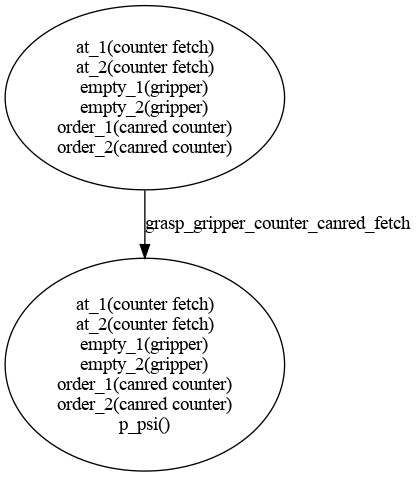 at_1(counter fetch)
at_2(counter fetch)
empty_1(gripper)
empty_2(gripper)
order_1(canred counter)
order_2(canred counter)
grasp_gripper_counter_canred_fetch
at_1(counter fetch)
at_2(counter fetch)
empty_1(gripper)
empty_2(gripper)
order_1(canred counter)
order_2(canred counter)
p_psi()